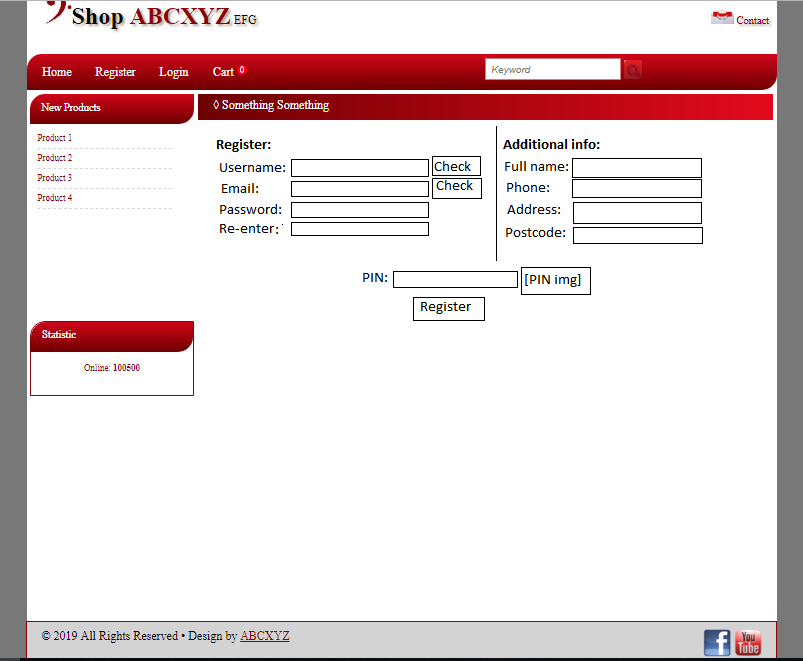 Shop ABCXYZ EFG
Contact
Home Register Login Cart 0
Keyword
New Products
◊ Something Something
Product 1
Product 2
Product 3
Product 4
Register:
Username: Check
Email: Check
Password:
Re-enter:
Additional info:
Full name:
Phone:
Address:
Postcode:
PIN: [PIN img]
Register
Statistic
Online: 100500
© 2019 All Rights Reserved • Design by ABCXYZ
f You Tube